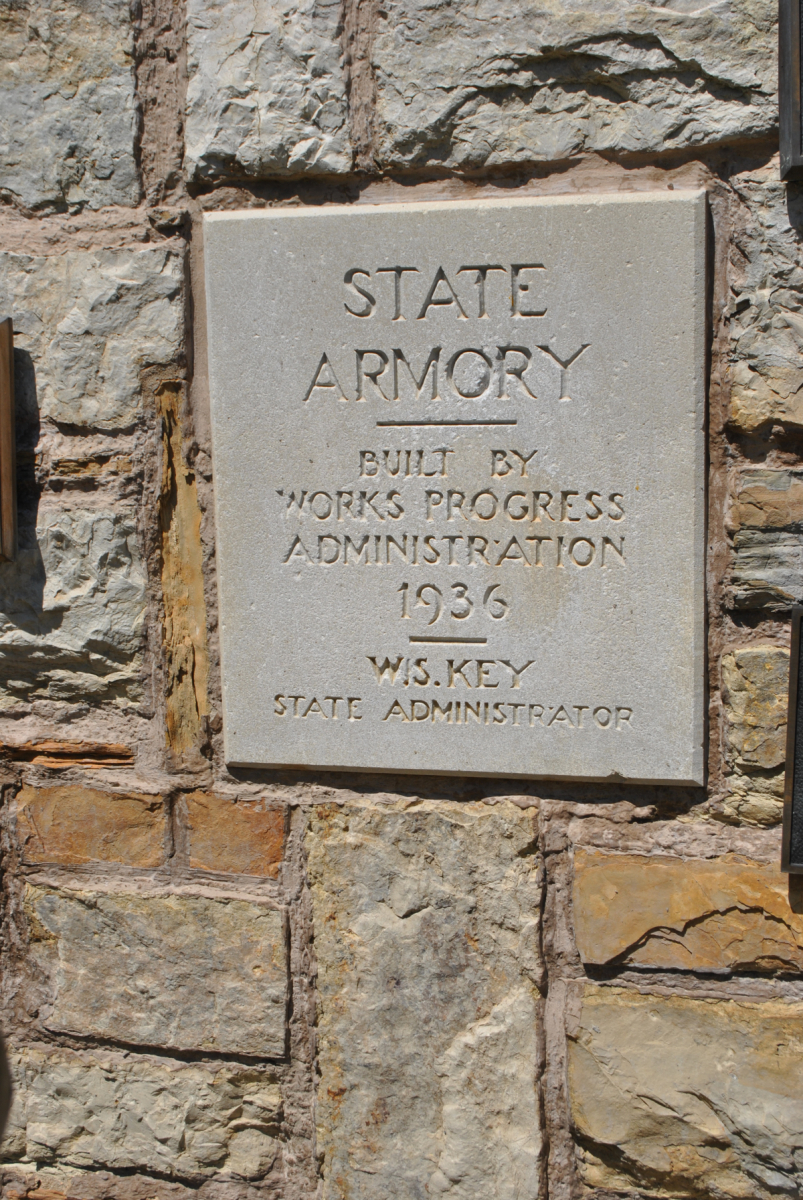 STATE
ARMORY
BUILT BY
WORKS PROGRESS
ADMINISTRATION
1936
W.S.KEY
STATE ADMINISTRATOR